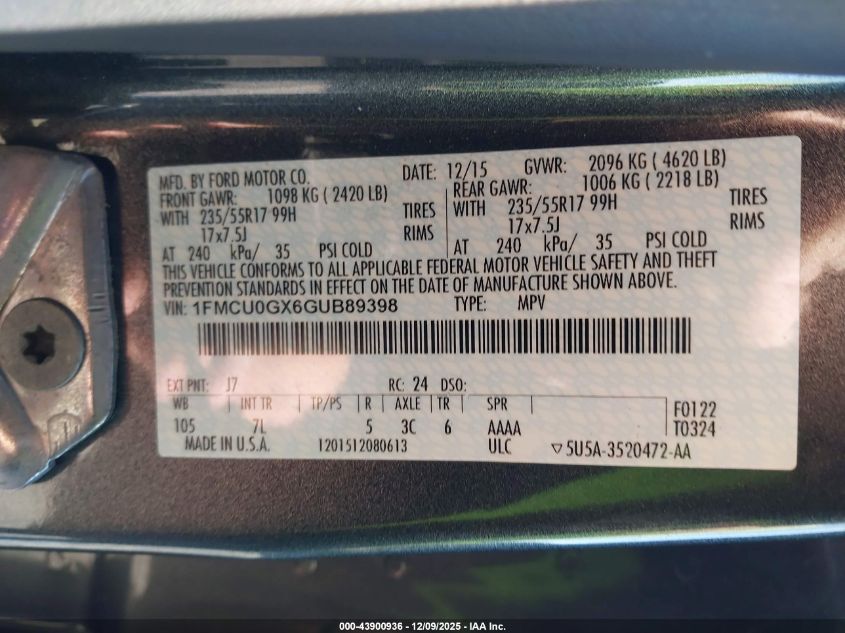 MFD. BY FORD MOTOR CO.
DATE: 12/15 GVWR: 2096 KG ( 4620 LB)
FRONT GAWR: 1098 KG ( 2420 LB)
REAR GAWR: 1006 KG ( 2218 LB)
WITH 235/55R17 99H TIRES
WITH 235/55R17 99H TIRES
17x7.5J RIMS
17x7.5J RIMS
AT 240 kPa/ 35 PSI COLD
AT 240 kPa/ 35 PSI COLD
THIS VEHICLE CONFORMS TO ALL APPLICABLE FEDERAL MOTOR VEHICLE SAFETY AND THEFT
PREVENTION STANDARDS IN EFFECT ON THE DATE OF MANUFACTURE SHOWN ABOVE.
VIN: 1FMCU0GX6GUB89398 TYPE: MPV
EXT PNT: J7 RC: 24 DSO:
WB INT TR TP/PS R AXLE TR SPR
105 7L 5 3C 6 AAAA
F0122
T0324
MADE IN U.S.A. 1201512080613 ULC ▽5U5A-3520472-AA
000-43900936 - 12/09/2025 - IAA Inc.